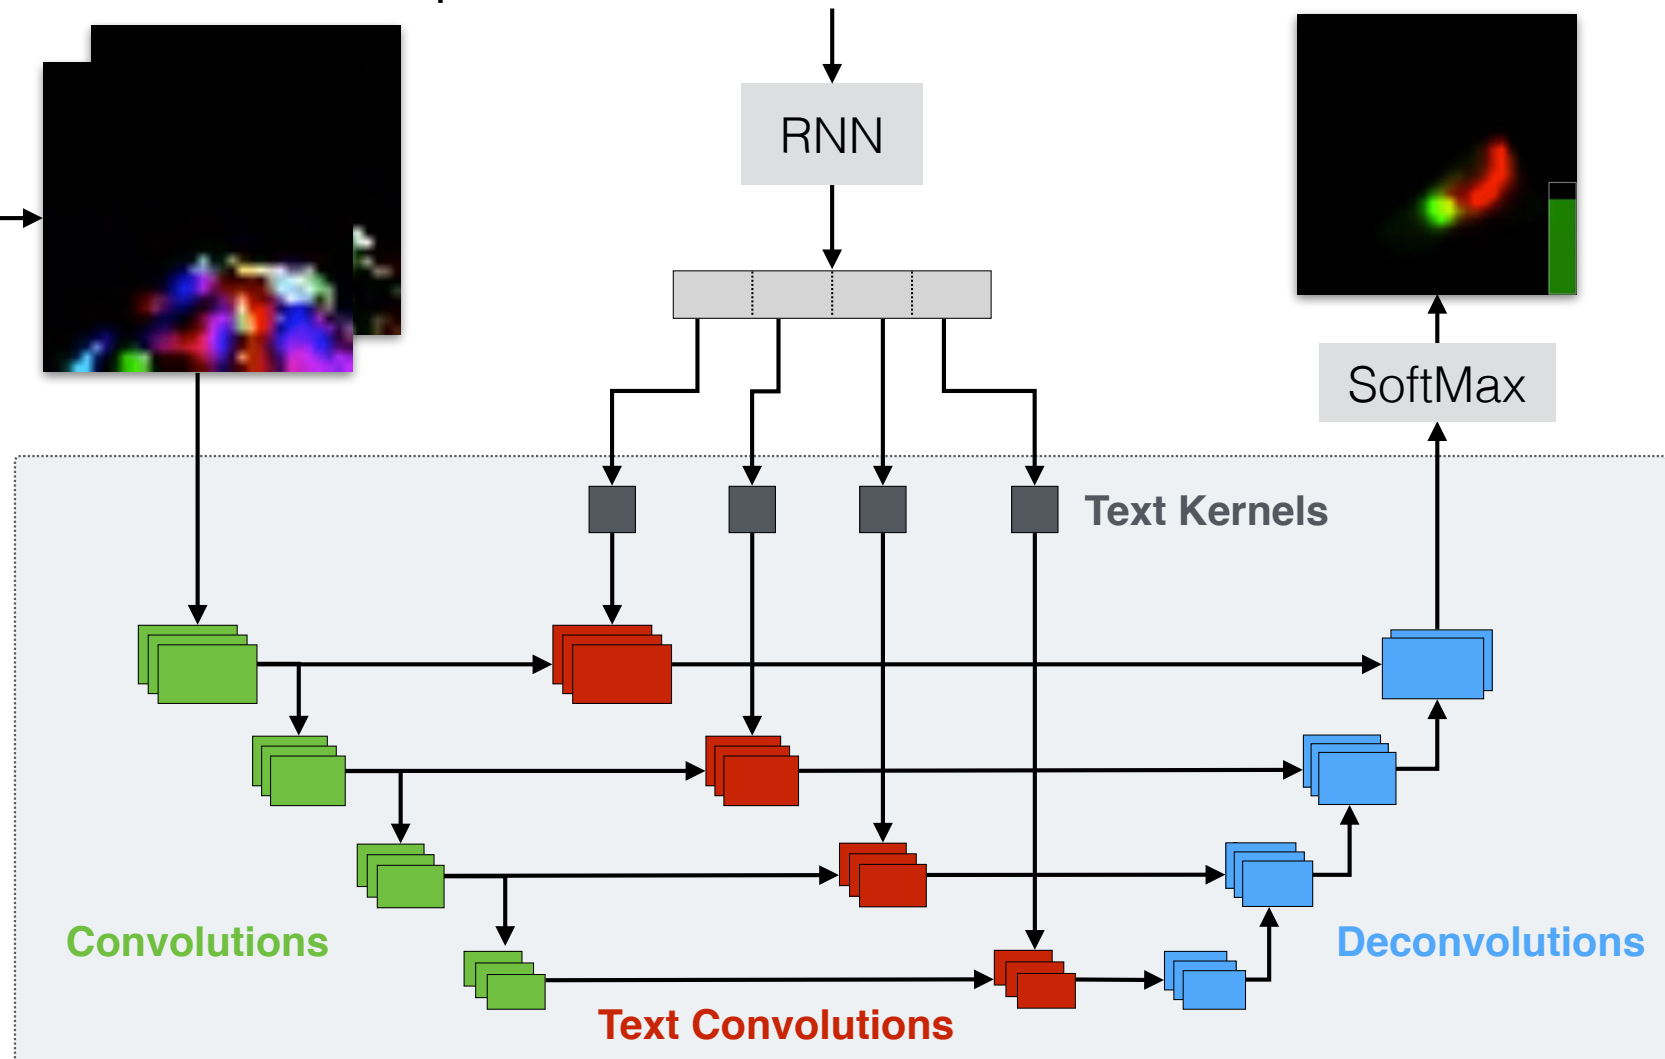 RNN
SoftMax
Text Kernels
Convolutions
Deconvolutions
Text Convolutions